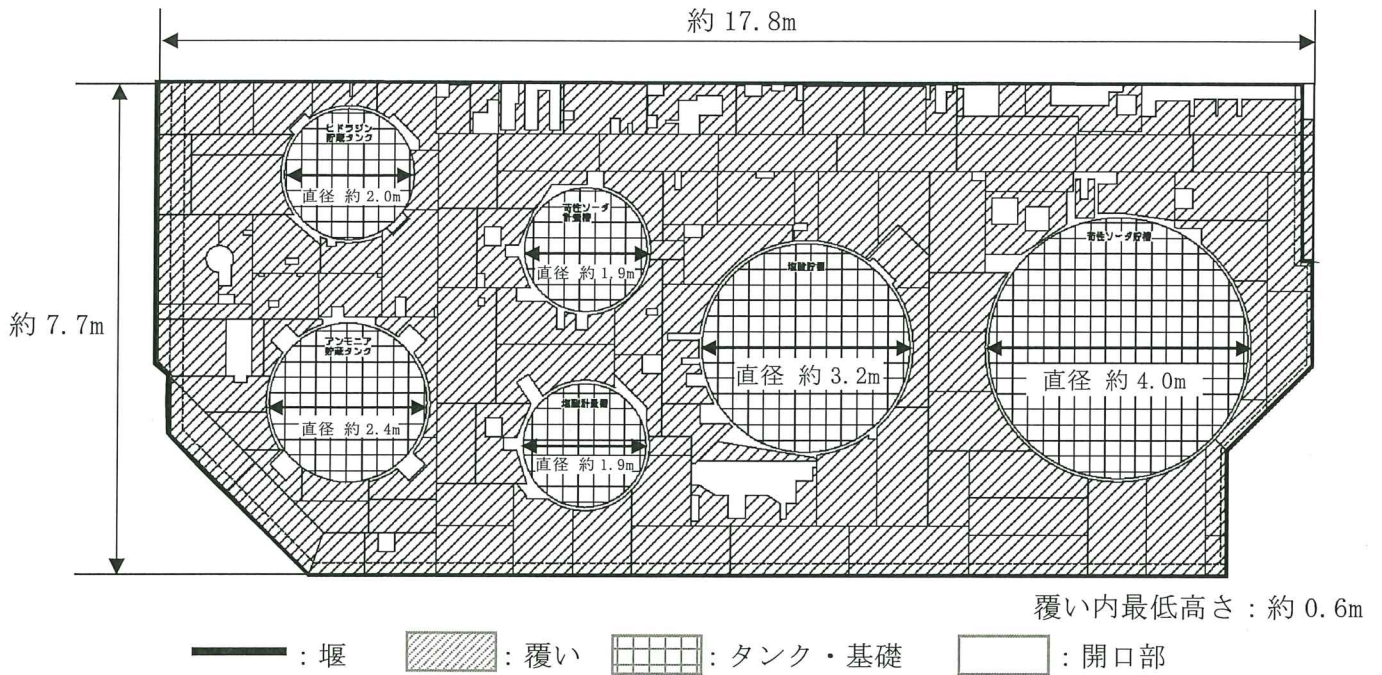 約 17.8m
約 7.7m
ヒドラジン
貯蔵タンク
直径 約 2.0m
苛性ソーダ
計量槽
直径 約 1.9m
塩酸貯槽
直径 約 3.2m
苛性ソーダ貯槽
直径 約 4.0m
アンモニア
貯蔵タンク
直径 約 2.4m
塩酸計量槽
直径 約 1.9m
覆い内最低高さ：約 0.6m
：堰
：覆い
：タンク・基礎
：開口部